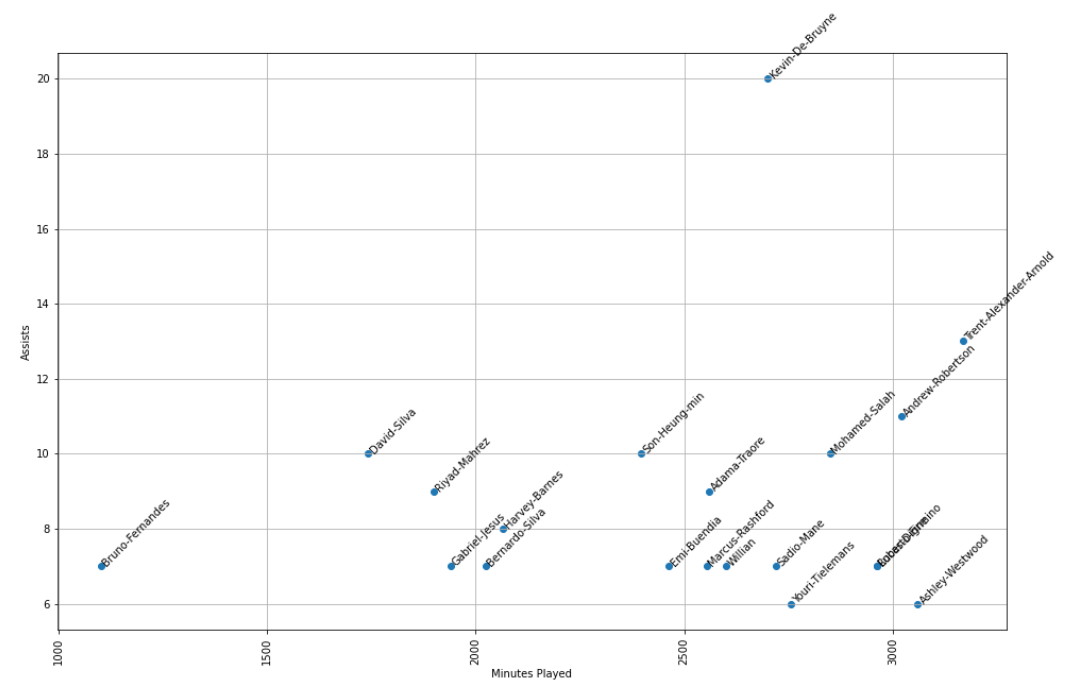 Kevin-De-Bruyne
Trent-Alexander-Arnold
Andrew-Robertson
David-Silva
Son-Heung-min
Mohamed-Salah
Riyad-Mahrez
Adama-Traore
Harvey-Barnes
Bruno-Fernandes
Gabriel-Jesus
Bernardo-Silva
Emi-Buendia
Marcus-Rashford
Willian
Sadio-Mane
Youri-Tielemans
Ashley-Westwood
20
18
16
14
12
10
8
6
Assists
1000
1500
2000
2500
3000
Minutes Played